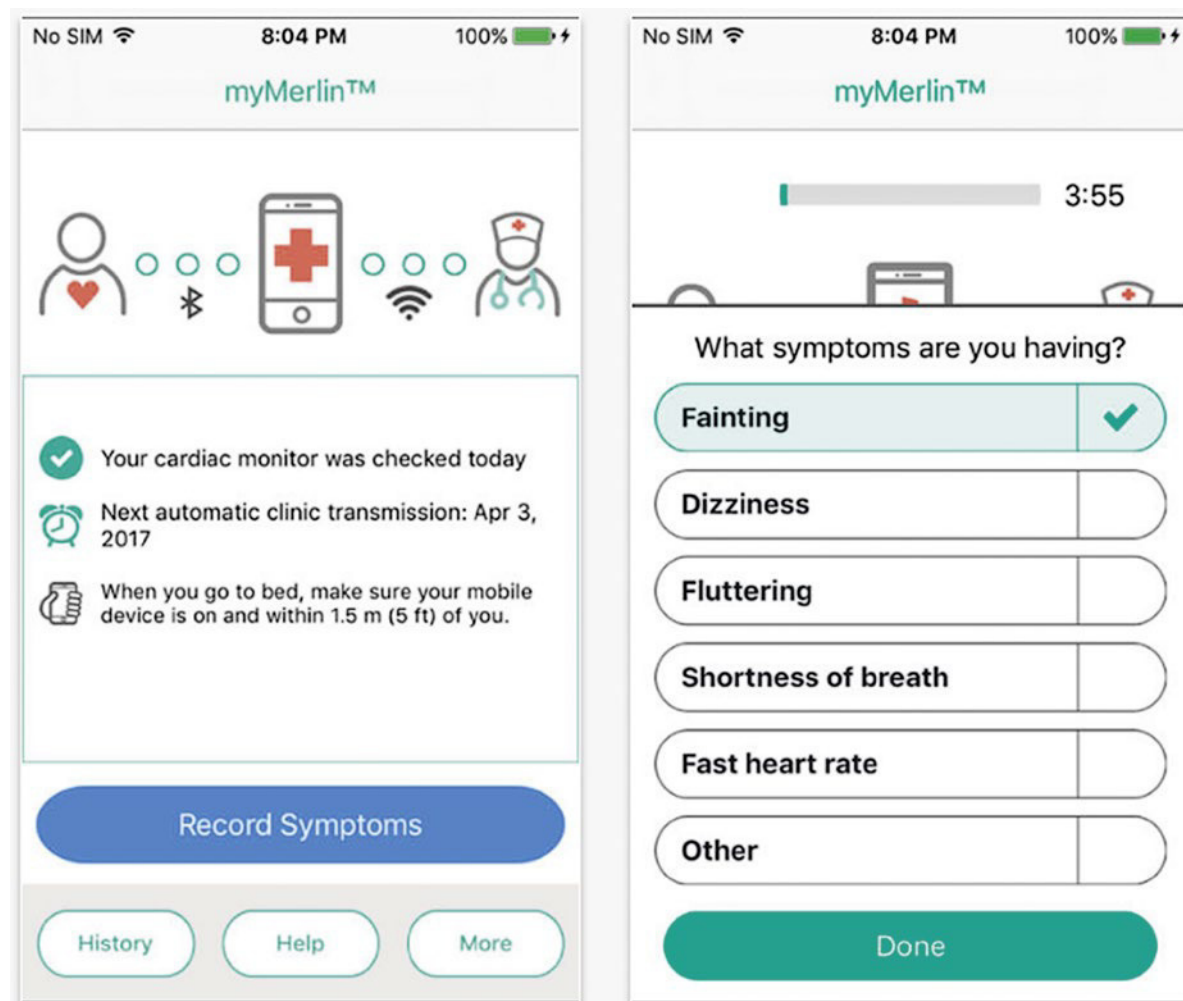 No SIM 8:04 PM 100%
myMerlin™
Your cardiac monitor was checked today
Next automatic clinic transmission: Apr 3,
2017
When you go to bed, make sure your mobile
device is on and within 1.5 m (5 ft) of you.
Record Symptoms
History Help More
No SIM 8:04 PM 100%
myMerlin™
3:55
What symptoms are you having?
Fainting
Dizziness
Fluttering
Shortness of breath
Fast heart rate
Other
Done